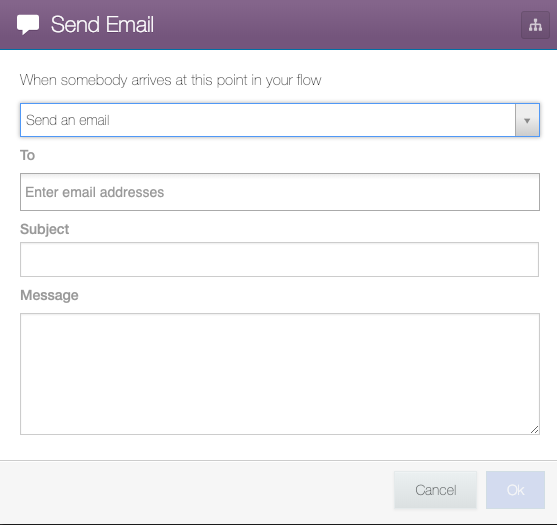 Send Email
When somebody arrives at this point in your flow
Send an email
To
Enter email addresses
Subject
Message
Cancel
Ok